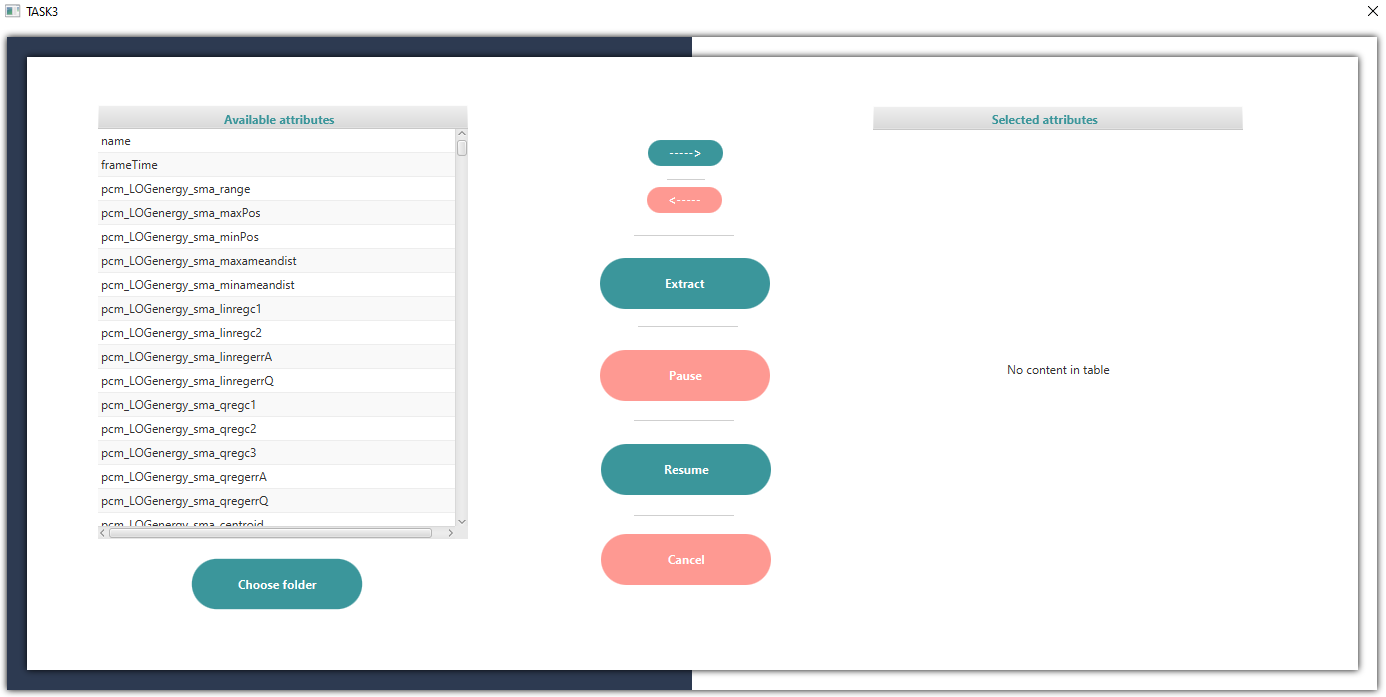 TASK3
Available attributes
name
frameTime
pcm_LOGenergy_sma_range
pcm_LOGenergy_sma_maxPos
pcm_LOGenergy_sma_minPos
pcm_LOGenergy_sma_maxameandist
pcm_LOGenergy_sma_minameandist
pcm_LOGenergy_sma_linregc1
pcm_LOGenergy_sma_linregc2
pcm_LOGenergy_sma_linregerrA
pcm_LOGenergy_sma_linregerrQ
pcm_LOGenergy_sma_qregc1
pcm_LOGenergy_sma_qregc2
pcm_LOGenergy_sma_qregc3
pcm_LOGenergy_sma_qregerrA
pcm_LOGenergy_sma_qregerrQ
pcm_LOGenergy_sma_centroid
Choose folder
----->
<-----
Extract
Pause
Resume
Cancel
Selected attributes
No content in table